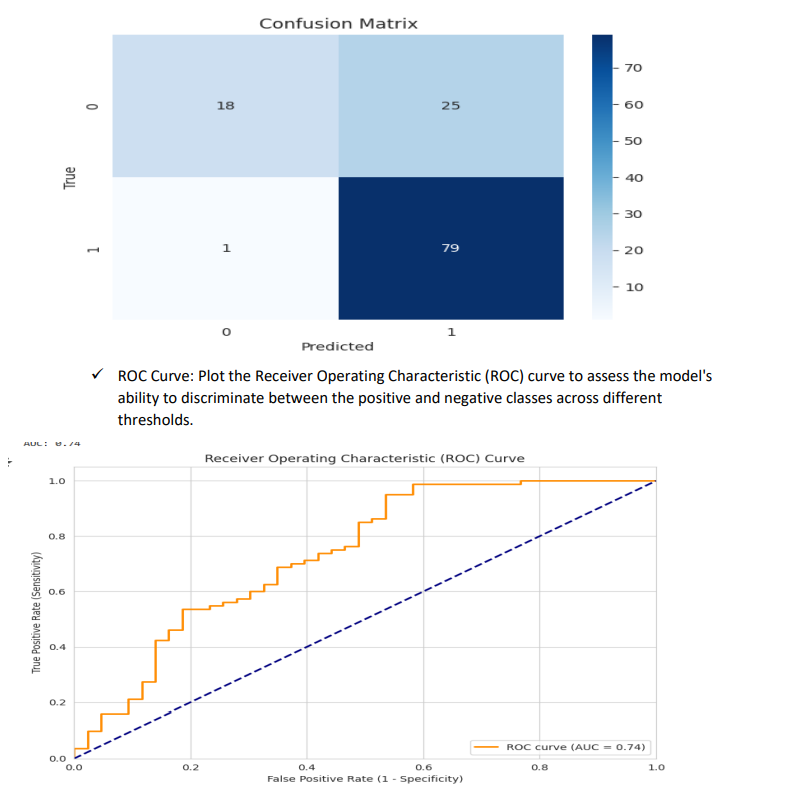 Confusion Matrix
0
18
25
70
60
50
40
30
20
10
True
1
1
79
0
1
Predicted
✓ ROC Curve: Plot the Receiver Operating Characteristic (ROC) curve to assess the model's
ability to discriminate between the positive and negative classes across different
thresholds.
AUC: 0.74
Receiver Operating Characteristic (ROC) Curve
1.0
0.8
0.6
0.4
0.2
0.0
True Positive Rate (Sensitivity)
ROC curve (AUC = 0.74)
0.0
0.2
0.4
0.6
0.8
1.0
False Positive Rate (1 - Specificity)